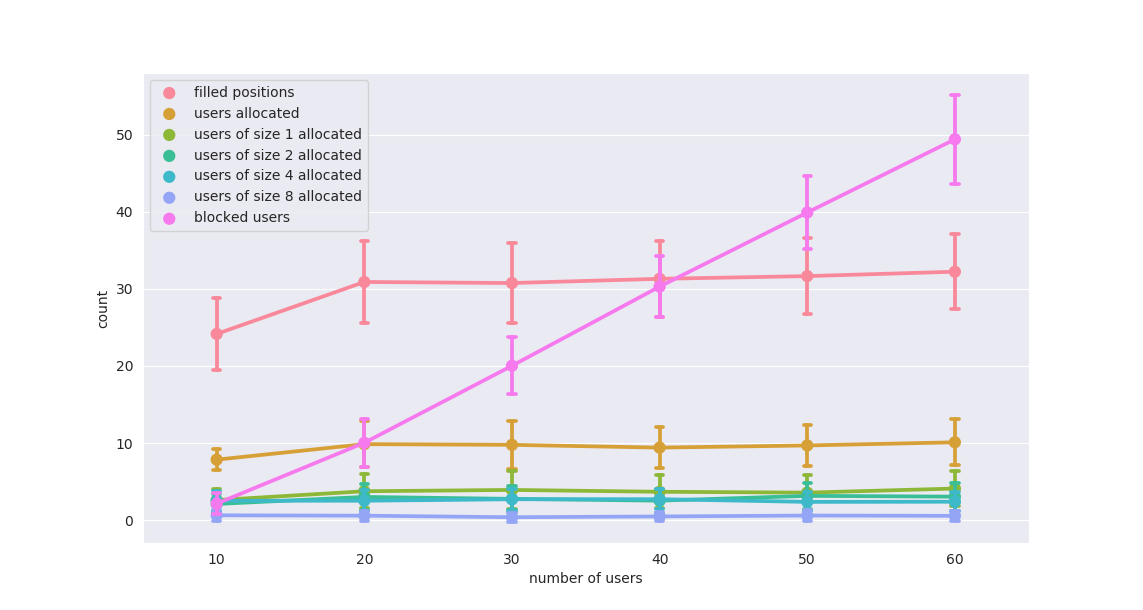 filled positions
users allocated
users of size 1 allocated
users of size 2 allocated
users of size 4 allocated
users of size 8 allocated
blocked users
50
40
30
20
10
0
count
10 20 30 40 50 60
number of users